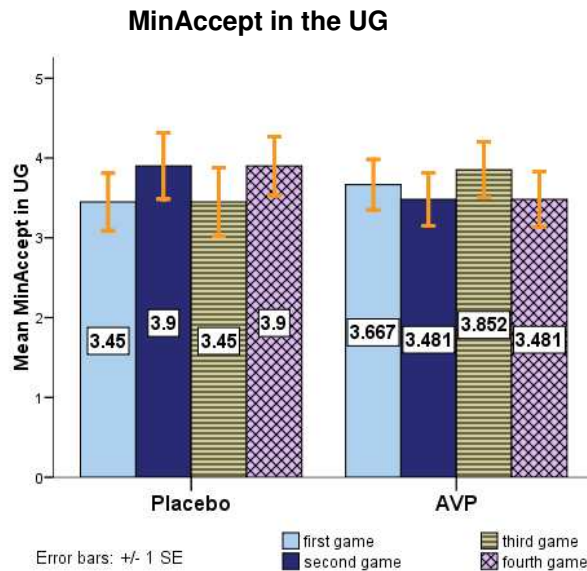 MinAccept in the UG
Mean MinAccept in UG
5
4
3
2
1
0
3.45
3.9
3.45
3.9
3.667
3.481
3.852
3.481
Placebo
AVP
Error bars: +/- 1 SE
first game
second game
third game
fourth game